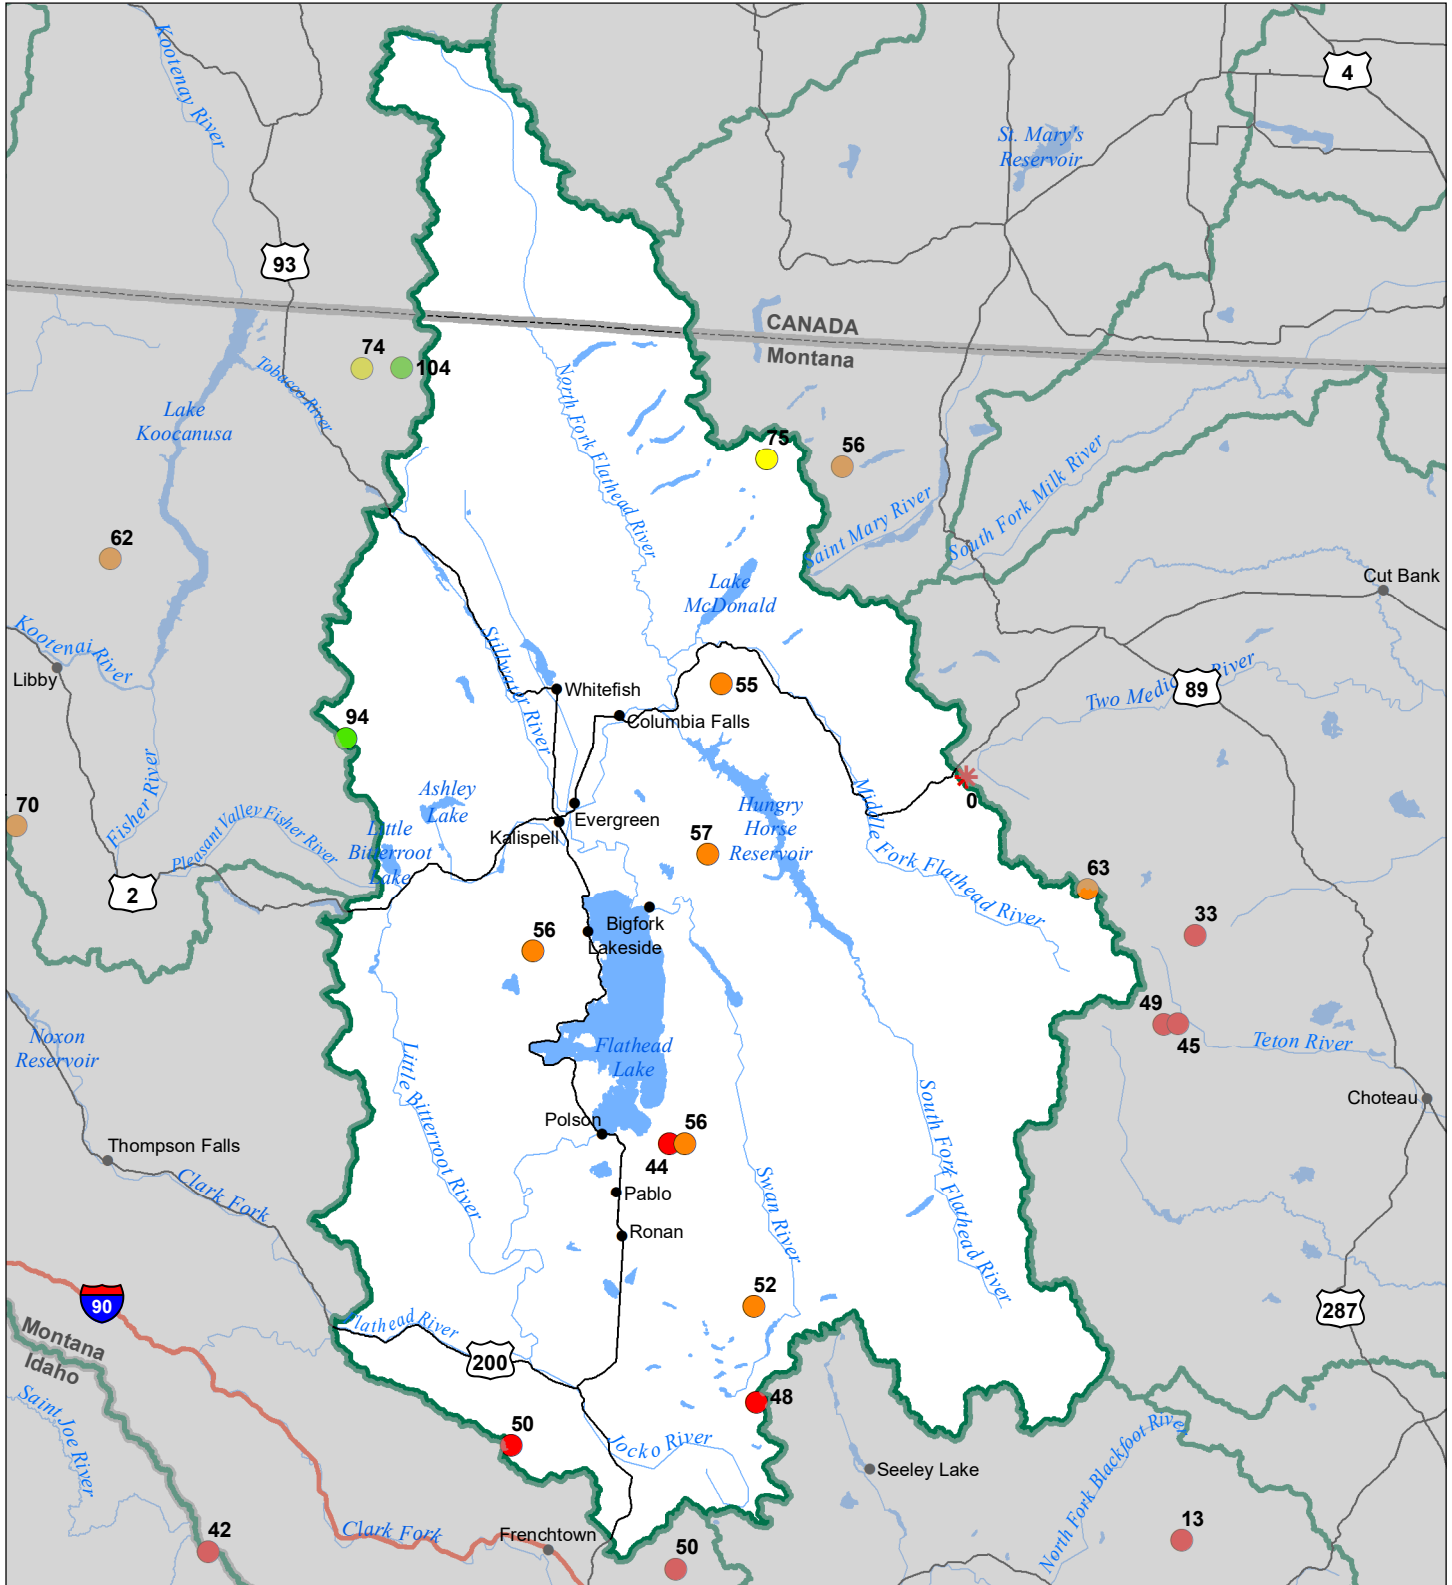 Kootenay River
4
St. Mary's
Reservoir
93
CANADA
Montana
74
104
Tobacco River
Lake
Koocanusa
North Fork Flathead River
75
56
Saint Mary River
South Fork Milk River
62
Lake
McDonald
Cut Bank
Kootenai River
Libby
Stillwater River
Whitefish
55
Columbia Falls
Two Medic
River
89
94
Fisher River
70
Ashley
Lake
Pleasant Valley Fisher River
Little
Bitterroot
Lake
Evergreen
Kalispell
57
Hungry
Horse
Reservoir
Middle Fork Flathead River
0
2
63
33
Bigfork
Lakeside
56
49
45
Teton River
Noxon
Reservoir
Flathead
Lake
Little Bitterroot River
South Fork Flathead River
Choteau
Polson
56
44
Thompson Falls
Clark Fork
Swan River
Pablo
Ronan
90
52
287
Montana
Idaho
Flathead River
200
Saint Joe River
48
50
Jocko River
Seeley Lake
North Fork Blackfoot River
42
Clark Fork
Frenchtown
50
13